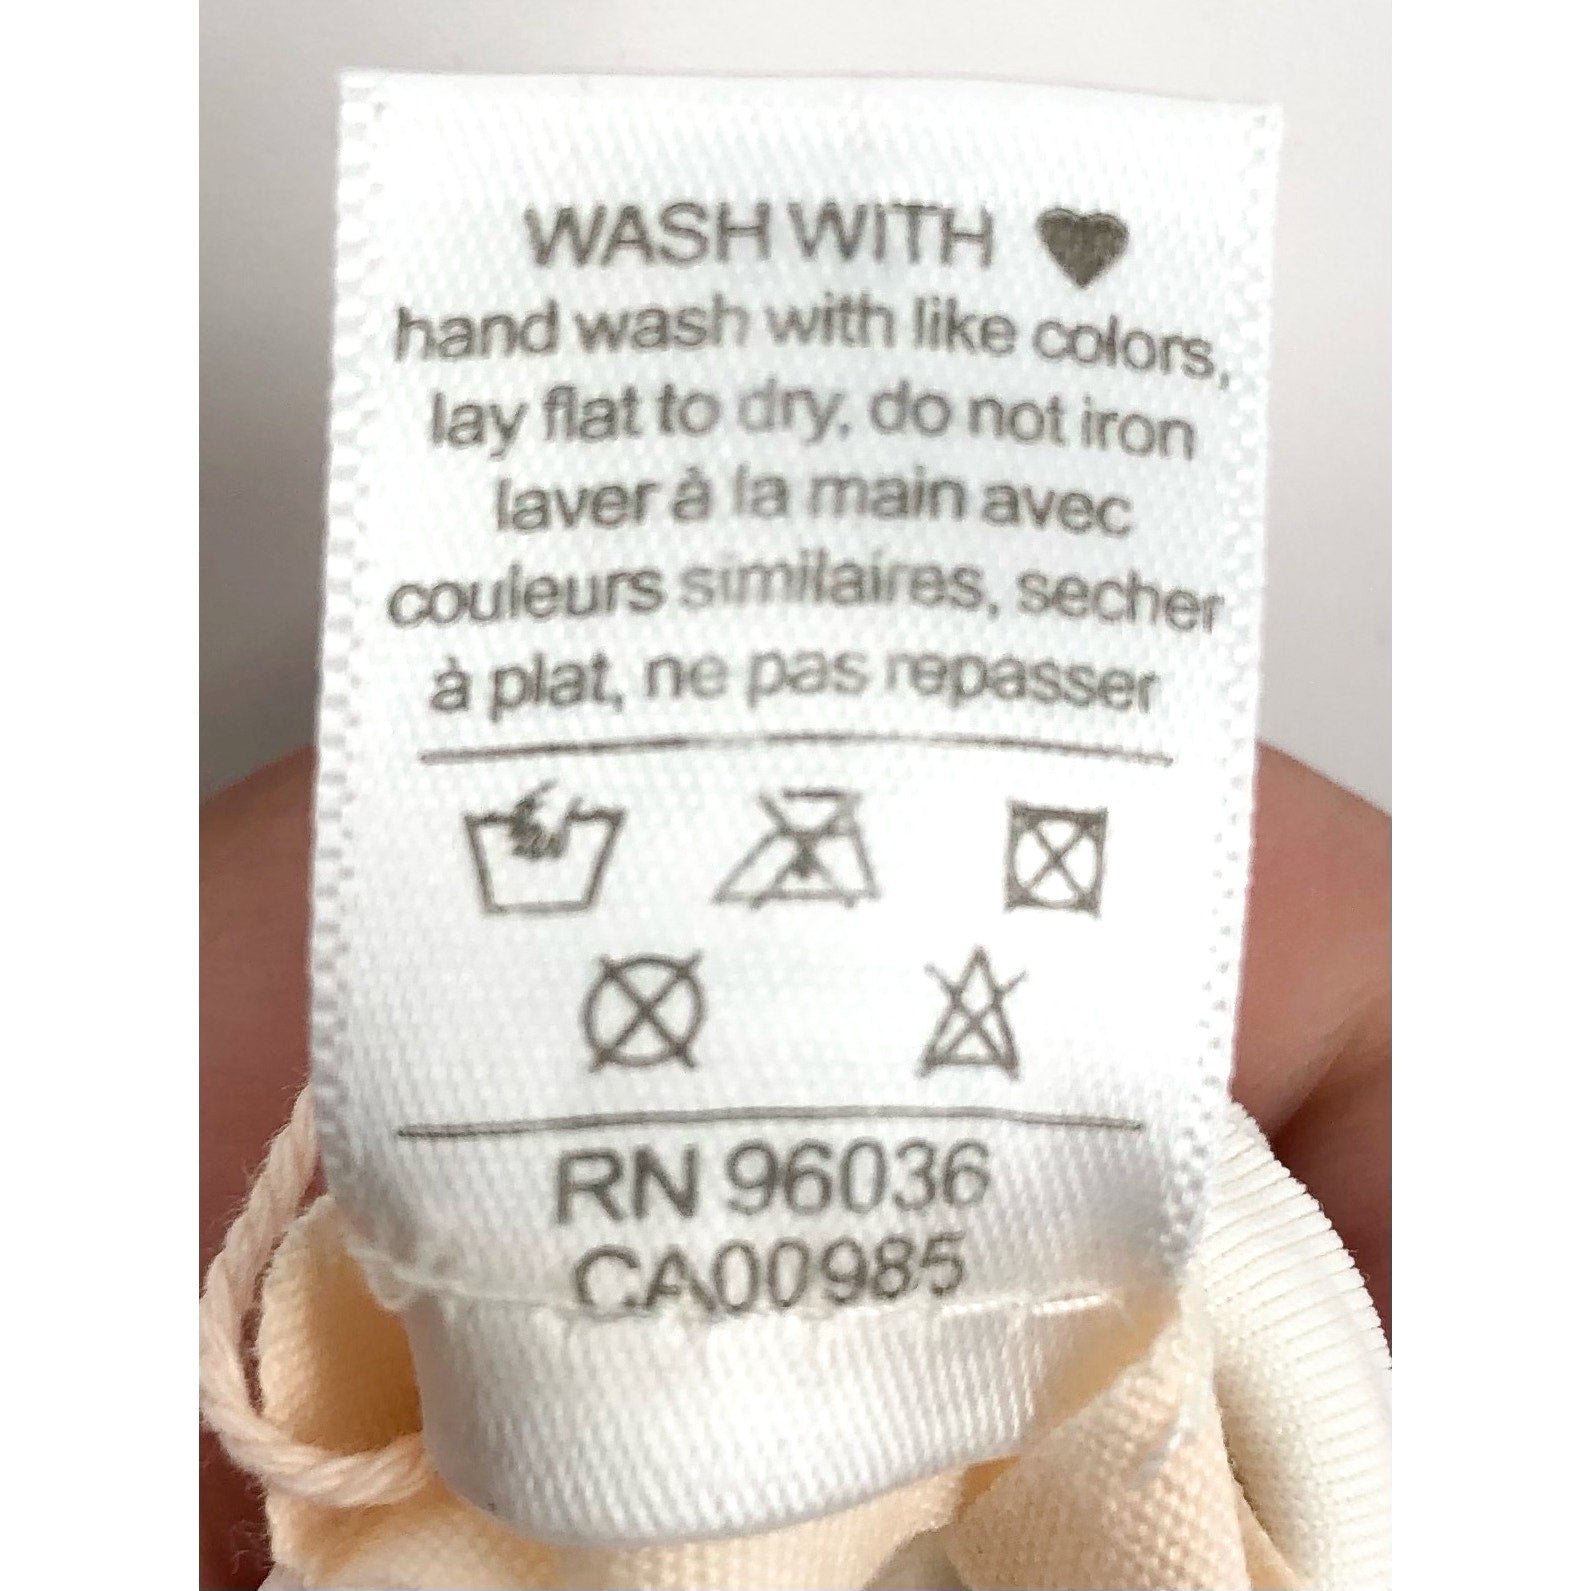 WASH WITH
hand wash with like colors,
lay flat to dry, do not iron
laver à la main avec
couleurs similaires, secher
à plat, ne pas repasser
RN 96036
CA00985